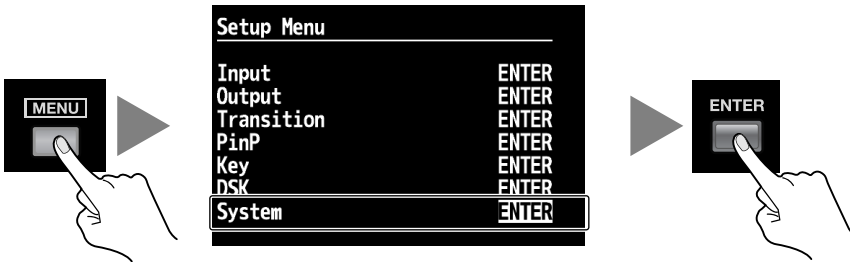 MENU
Setup Menu
Input ENTER
Output ENTER
Transition ENTER
PinP ENTER
Key ENTER
DSK ENTER
System ENTER
ENTER